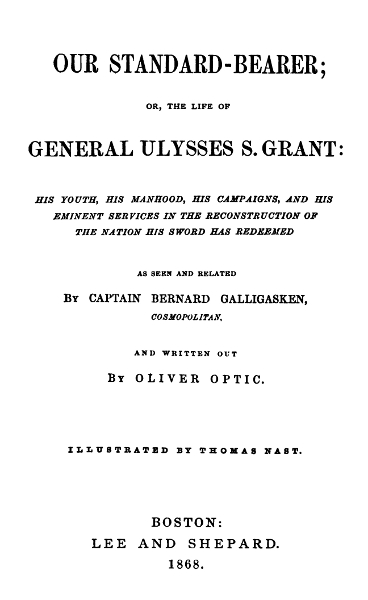 OUR STANDARD-BEARER;
OR, THE LIFE OF
GENERAL ULYSSES S. GRANT:
HIS YOUTH, HIS MANHOOD, HIS CAMPAIGNS, AND HIS
EMINENT SERVICES IN THE RECONSTRUCTION OF
THE NATION HIS SWORD HAS REDEEMED
AS SEEN AND RELATED
BY CAPTAIN BERNARD GALLIGASKEN,
COSMOPOLITAN,
AND WRITTEN OUT
BY OLIVER OPTIC.
ILLUSTRATED BY THOMAS NAST.
BOSTON:
LEE AND SHEPARD.
1868.